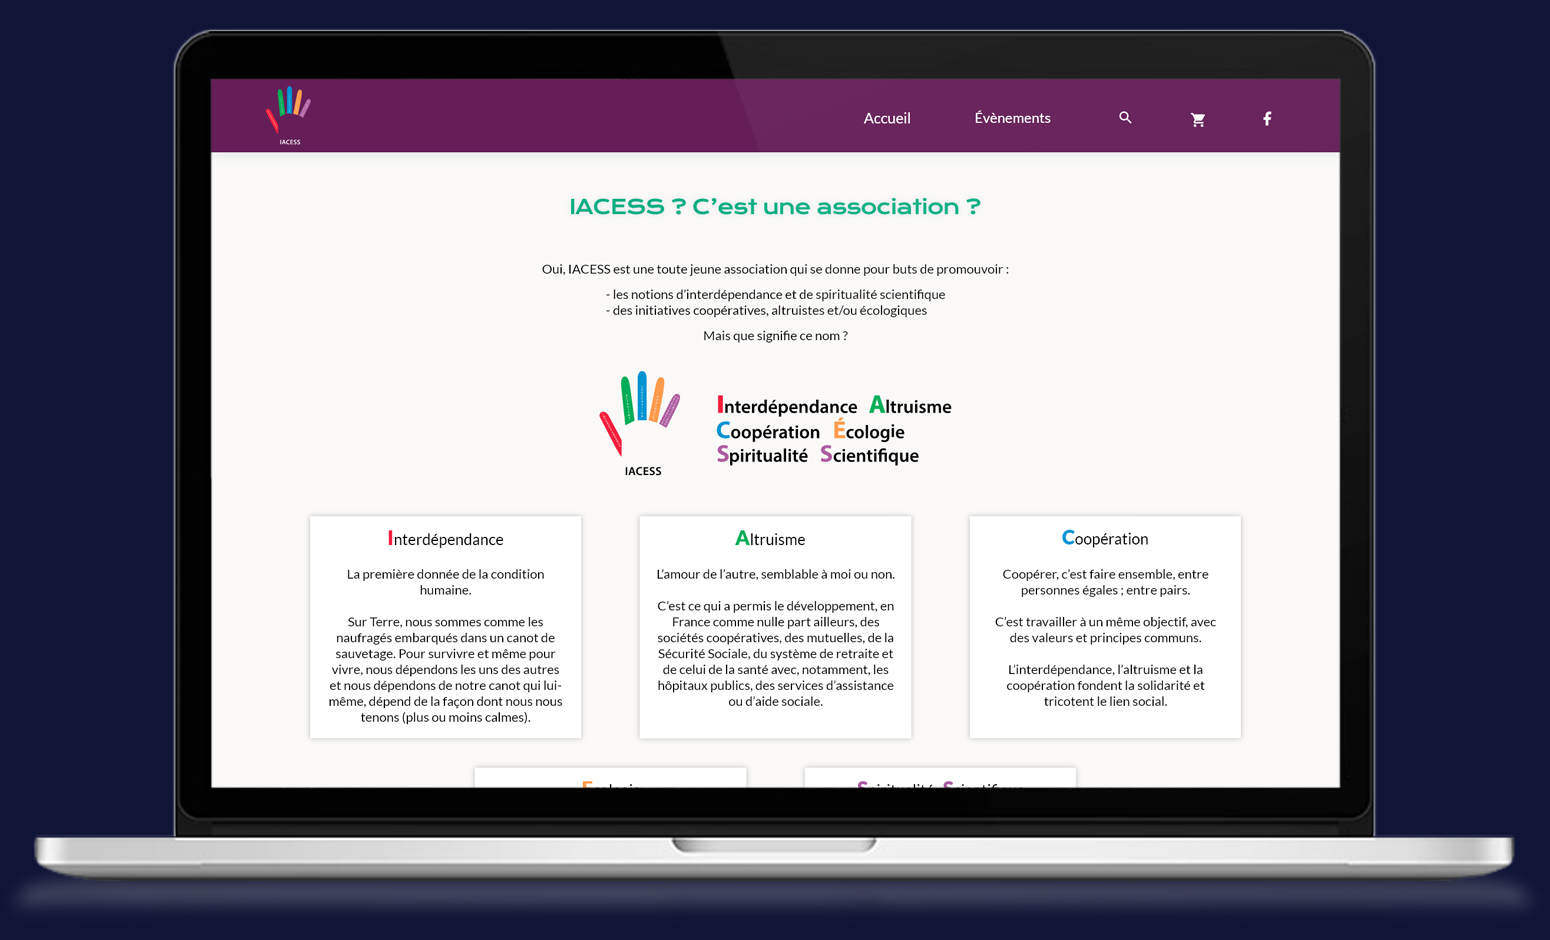 IACESS
Accueil
Évènements
IACESS ? C’est une association ?
Oui, IACESS est une toute jeune association qui se donne pour buts de promouvoir :
- les notions d’interdépendance et de spiritualité scientifique
- des initiatives coopératives, altruistes et/ou écologiques
Mais que signifie ce nom ?
IACESS
Interdépendance Altruisme
Coopération Écologie
Spiritualité Scientifique
Interdépendance
La première donnée de la condition
humaine.
Sur Terre, nous sommes comme les
naufragés embarqués dans un canot de
sauvetage. Pour survivre et même pour
vivre, nous dépendons les uns des autres
et nous dépendons de notre canot qui lui-
même, dépend de la façon dont nous nous
tenons (plus ou moins calmes).
Altruisme
L’amour de l’autre, semblable à moi ou non.
C’est ce qui a permis le développement, en
France comme nulle part ailleurs, des
sociétés coopératives, des mutuelles, de la
Sécurité Sociale, du système de retraite et
de celui de la santé avec, notamment, les
hôpitaux publics, des services d’assistance
ou d’aide sociale.
Coopération
Coopérer, c’est faire ensemble, entre
personnes égales ; entre pairs.
C’est travailler à un même objectif, avec
des valeurs et principes communs.
L’interdépendance, l’altruisme et la
coopération fondent la solidarité et
tricotent le lien social.
Ecologie
Spiritualité Scientifique